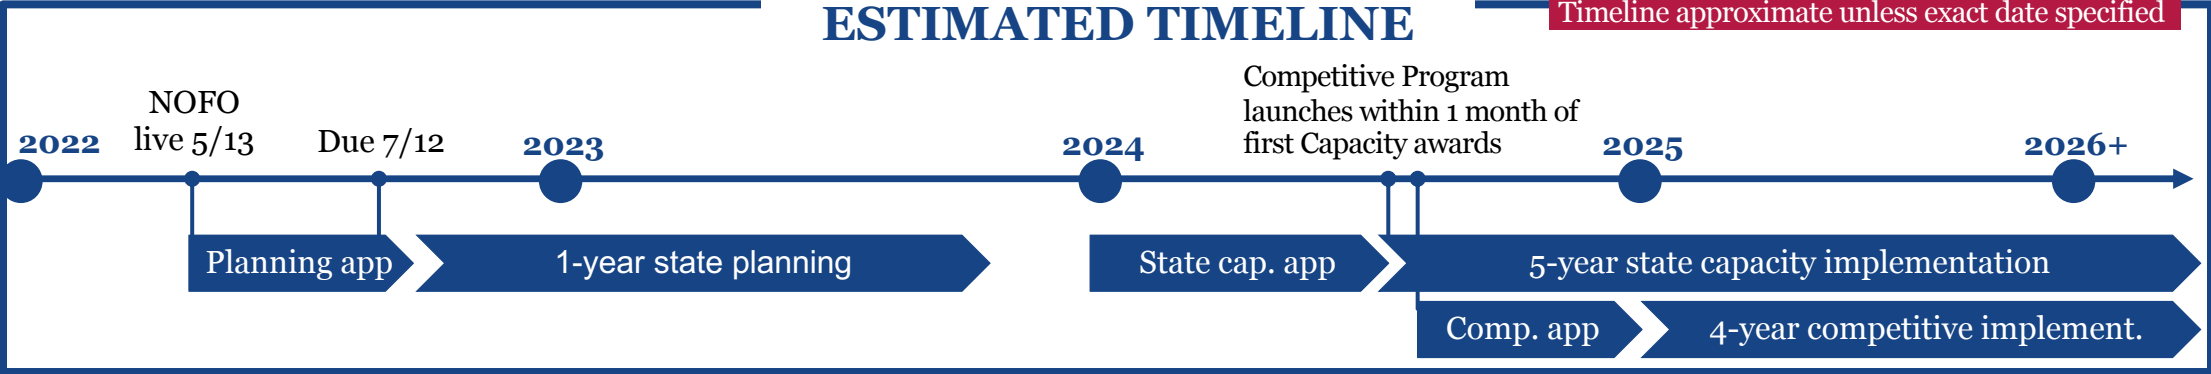 ESTIMATED TIMELINE
Timeline approximate unless exact date specified
Competitive Program
launches within 1 month of
first Capacity awards
NOFO
live 5/13
Due 7/12
2022
2023
2024
2025
2026+
Planning app
1-year state planning
State cap. app
5-year state capacity implementation
Comp. app
4-year competitive implement.